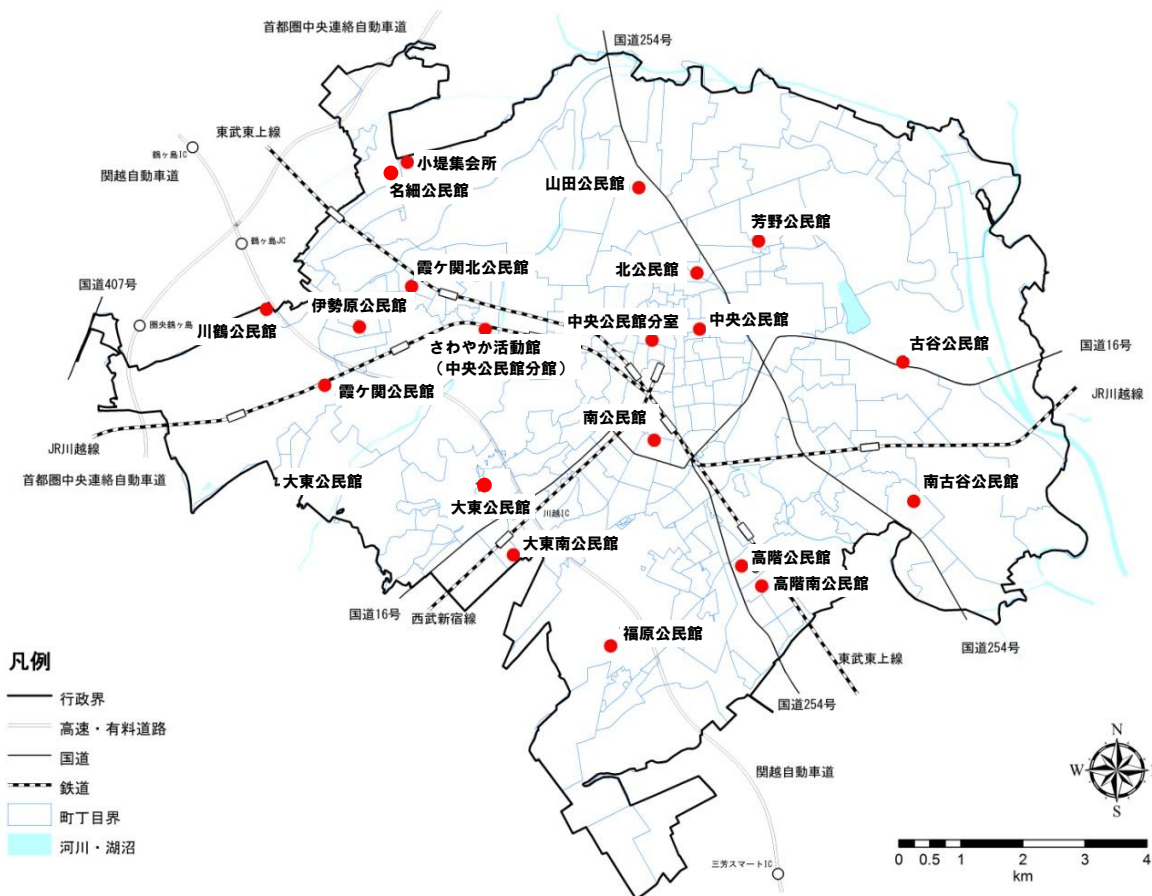 首都圏中央連絡自動車道
国道254号
東武東上線
鶴ヶ島IC
関越自動車道
小堤集会所
名細公民館
山田公民館
芳野公民館
鶴ヶ島JC
霞ケ関北公民館
北公民館
国道407号
伊勢原公民館
圏央鶴ヶ島
川鶴公民館
中央公民館分室
中央公民館
さわやか活動館
（中央公民館分館）
古谷公民館
国道16号
霞ケ関公民館
JR川越線
南公民館
JR川越線
首都圏中央連絡自動車道
大東公民館
大東公民館
南古谷公民館
川越IC
大東南公民館
高階公民館
高階南公民館
国道16号
西武新宿線
福原公民館
国道254号
東武東上線
国道254号
関越自動車道
三芳スマートIC
凡例
行政界
高速・有料道路
国道
鉄道
町丁目界
河川・湖沼
N
W
S
0 0.5 1 2 3 4
km